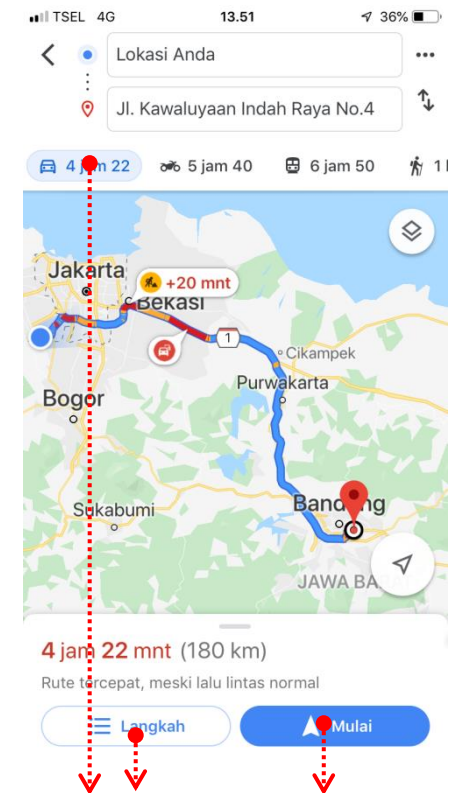 TSEL 4G 13.51 36%
Lokasi Anda
Jl. Kawaluyaan Indah Raya No.4
4 jam 22 5 jam 40 6 jam 50 1
Jakarta
+20 mnt
Bekasi
1
Cikampek
Purwakarta
Bogor
Sukabumi
Bandung
JAWA BA
4 jam 22 mnt (180 km)
Rute tercepat, meski lalu lintas normal
Langkah Mulai